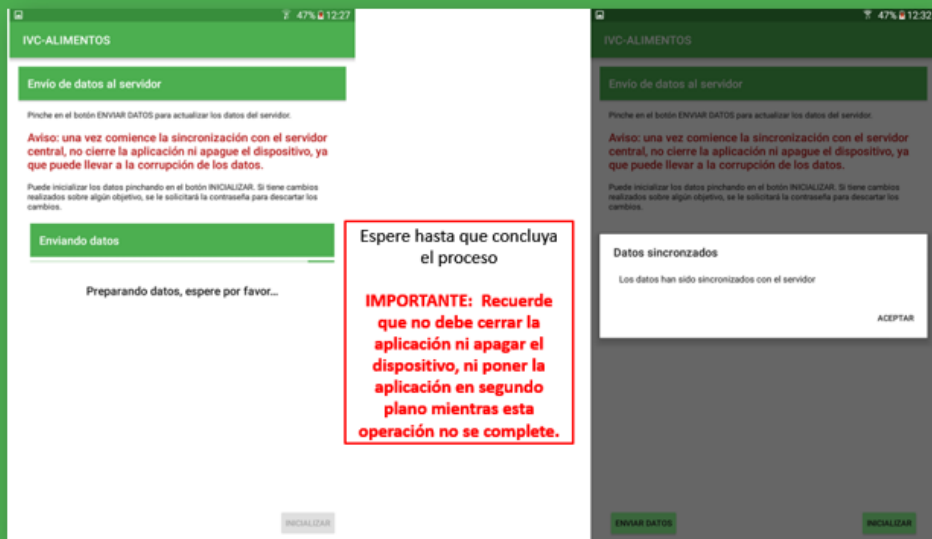 47% 12:27
IVC-ALIMENTOS
Envío de datos al servidor
Pinche en el botón ENVIAR DATOS para actualizar los datos del servidor.
Aviso: una vez comience la sincronización con el servidor
central, no cierre la aplicación ni apague el dispositivo, ya
que puede llevar a la corrupción de los datos.
Puede inicializar los datos pinchando en el botón INICIALIZAR. Si tiene cambios
realizados sobre algún objetivo, se le solicitará la contraseña para descartar los
cambios.
Enviando datos
Preparando datos, espere por favor...
INICIALIZAR
Espere hasta que concluya
el proceso
IMPORTANTE: Recuerde
que no debe cerrar la
aplicación ni apagar el
dispositivo, ni poner la
aplicación en segundo
plano mientras esta
operación no se complete.
47% 12:32
IVC-ALIMENTOS
Envío de datos al servidor
Pinche en el botón ENVIAR DATOS para actualizar los datos del servidor.
Aviso: una vez comience la sincronización con el servidor
central, no cierre la aplicación ni apague el dispositivo, ya
que puede llevar a la corrupción de los datos.
Puede inicializar los datos pinchando en el botón INICIALIZAR. Si tiene cambios
realizados sobre algún objetivo, se le solicitará la contraseña para descartar los
cambios.
Datos sincronzados
Los datos han sido sincronizados con el servidor
ACEPTAR
ENVIAR DATOS
INICIALIZAR